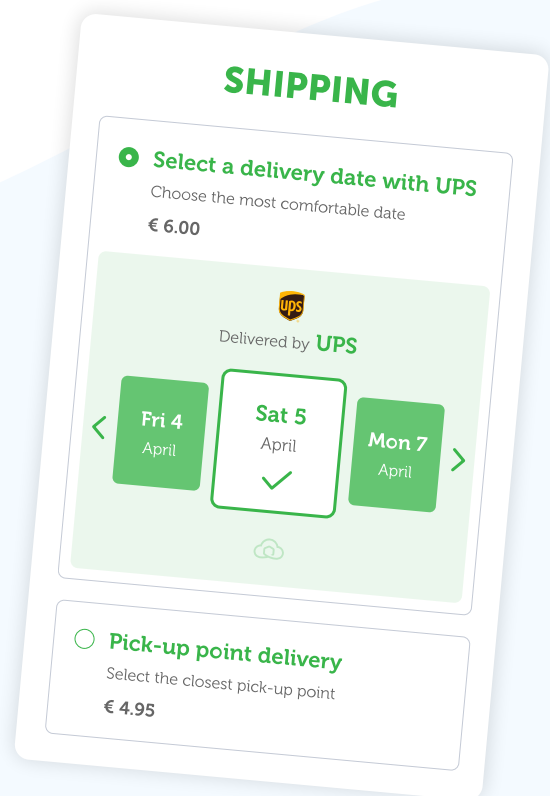 SHIPPING
Select a delivery date with UPS
Choose the most comfortable date
€ 6.00
ups
Delivered by UPS
Fri 4
April
Sat 5
April
Mon 7
April
Pick-up point delivery
Select the closest pick-up point
€ 4.95